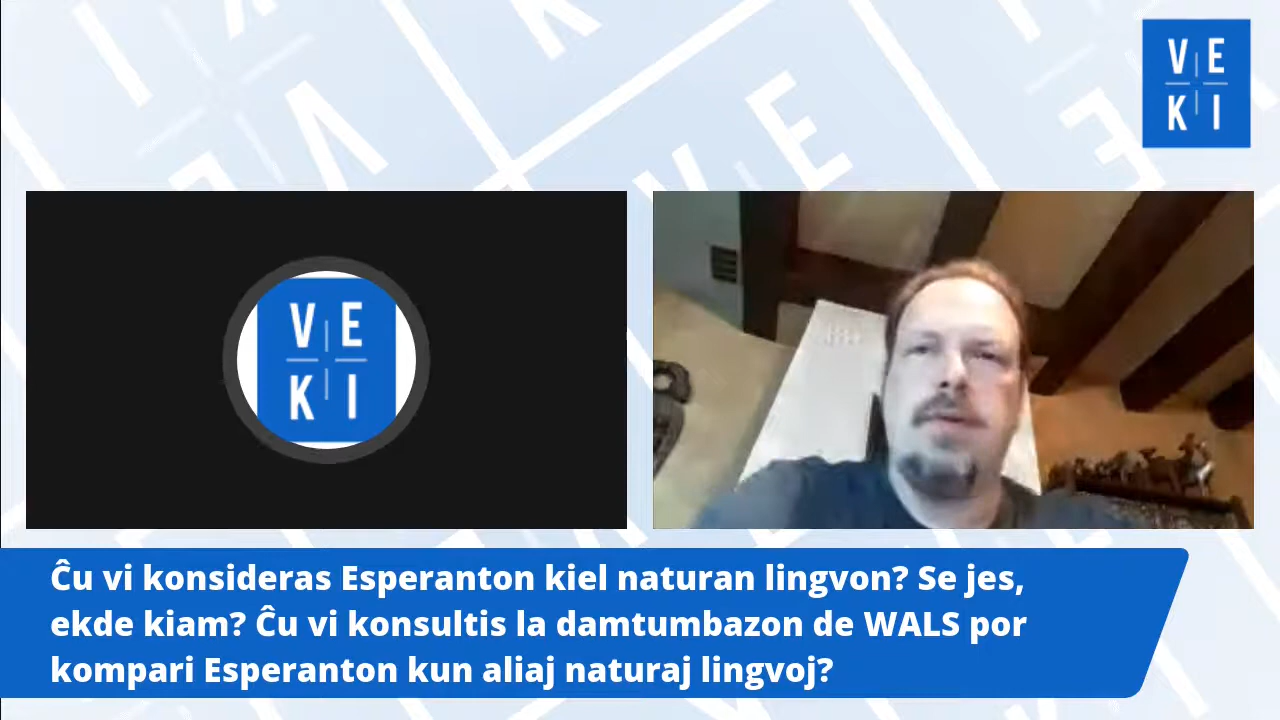 VE
KI
VE
KI
Ĉu vi konsideras Esperanton kiel naturan lingvon? Se jes,
ekde kiam? Ĉu vi konsultis la damtumbazon de WALS por
kompari Esperanton kun aliaj naturaj lingvoj?